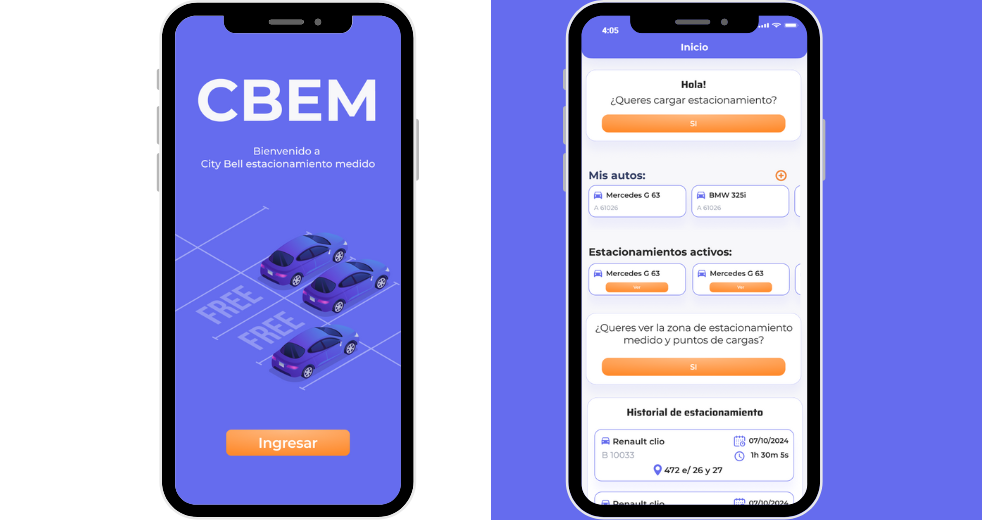 CBEM
Bienvenido a
City Bell estacionamiento medido
FREE
FREE
Ingresar
4:05
Inicio
Hola!
¿Queres cargar estacionamiento?
SI
Mis autos:
Mercedes G 63
A 61026
BMW 325i
A 61026
Estacionamientos activos:
Mercedes G 63
Ver
Mercedes G 63
Ver
¿Queres ver la zona de estacionamiento
medido y puntos de cargas?
SI
Historial de estacionamiento
Renault clio
07/10/2024
B 10033
1h 30m 5s
472 e/ 26 y 27
Renault clio
07/10/2024